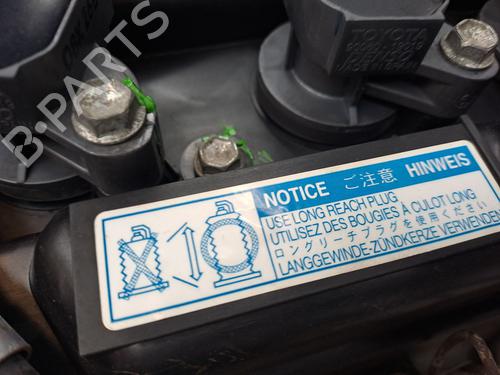 B-PARTS
TOYOTA
NOTICE ご注意 HINWEIS
USE LONG REACH PLUG
UTILISEZ DES BOUGIES À CULOT LONG
ロングリーチプラグを使用ください
LANGGEWINDE-ZÜNDKERZE VERWENDE